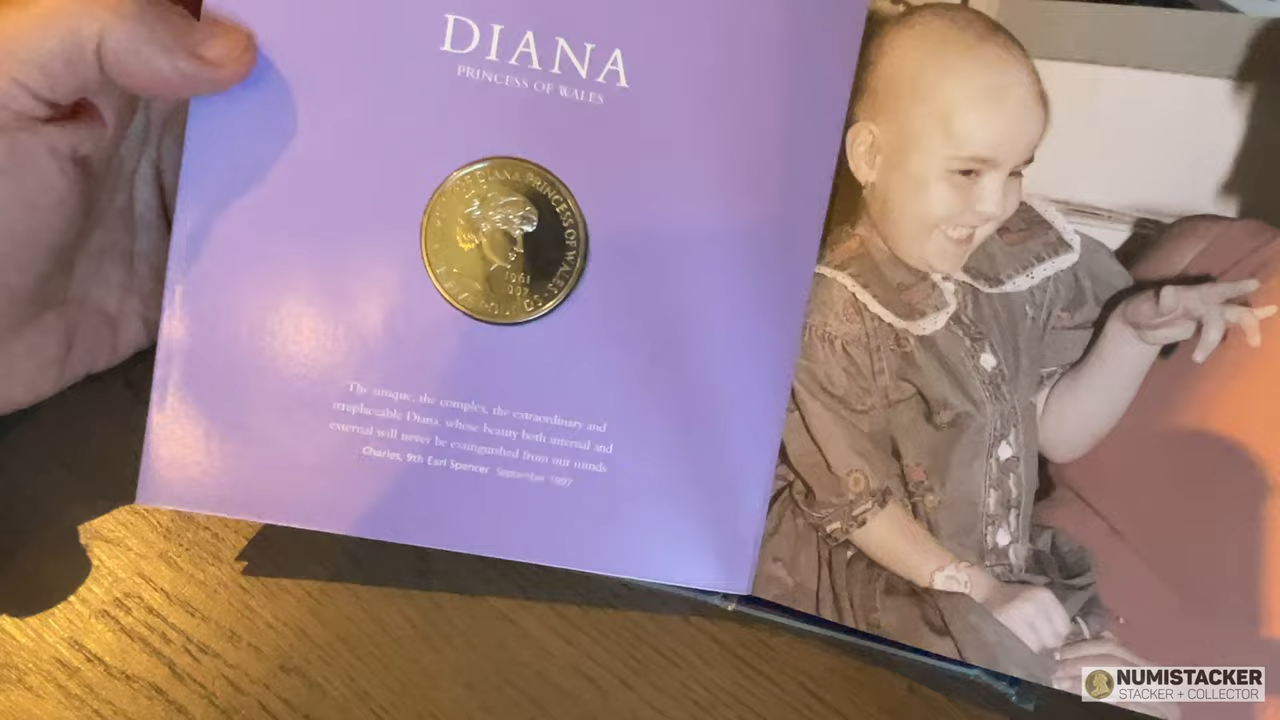 DIANA
PRINCESS OF WALES
DIANA PRINCESS OF WALES
1961
1997
The unique, the complex, the extraordinary and
irreplaceable Diana, whose beauty both internal and
external will never be extinguished from our minds
Charles, 9th Earl Spencer September 1997
NUMISTACKER
STACKER + COLLECTOR